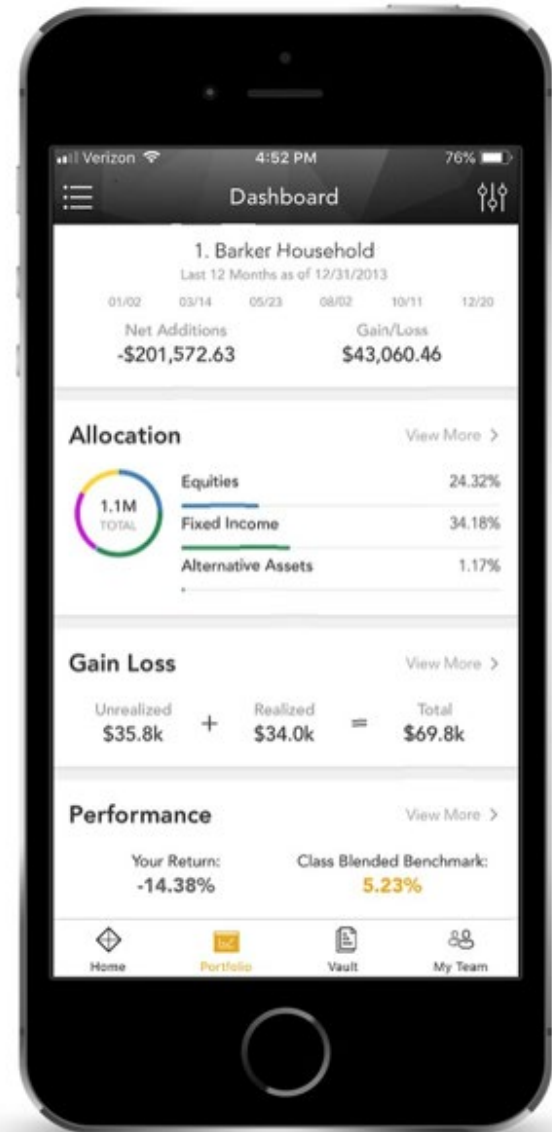 Verizon 4:52 PM 76%
Dashboard
1. Barker Household
Last 12 Months as of 12/31/2013
01/02 03/14 05/23 08/02 10/11 12/20
Net Additions Gain/Loss
-$201,572.63 $43,060.46
Allocation View More >
1.1M
TOTAL
Equities 24.32%
Fixed Income 34.18%
Alternative Assets 1.17%
Gain Loss View More >
Unrealized Realized Total
$35.8k + $34.0k = $69.8k
Performance View More >
Your Return: Class Blended Benchmark:
-14.38% 5.23%
Home Portfolio Vault My Team